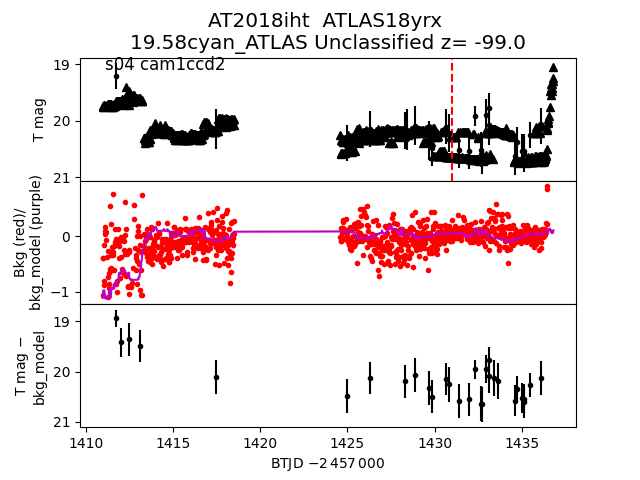 AT2018iht  ATLAS18yrx
19.58cyan_ATLAS Unclassified z= -99.0
s04 cam1ccd2
T mag
19
20
21
Bkg (red)/
bkg_model (purple)
0
−1
T mag −
bkg_model
19
20
21
1410 1415 1420 1425 1430 1435
BTJD −2 457 000